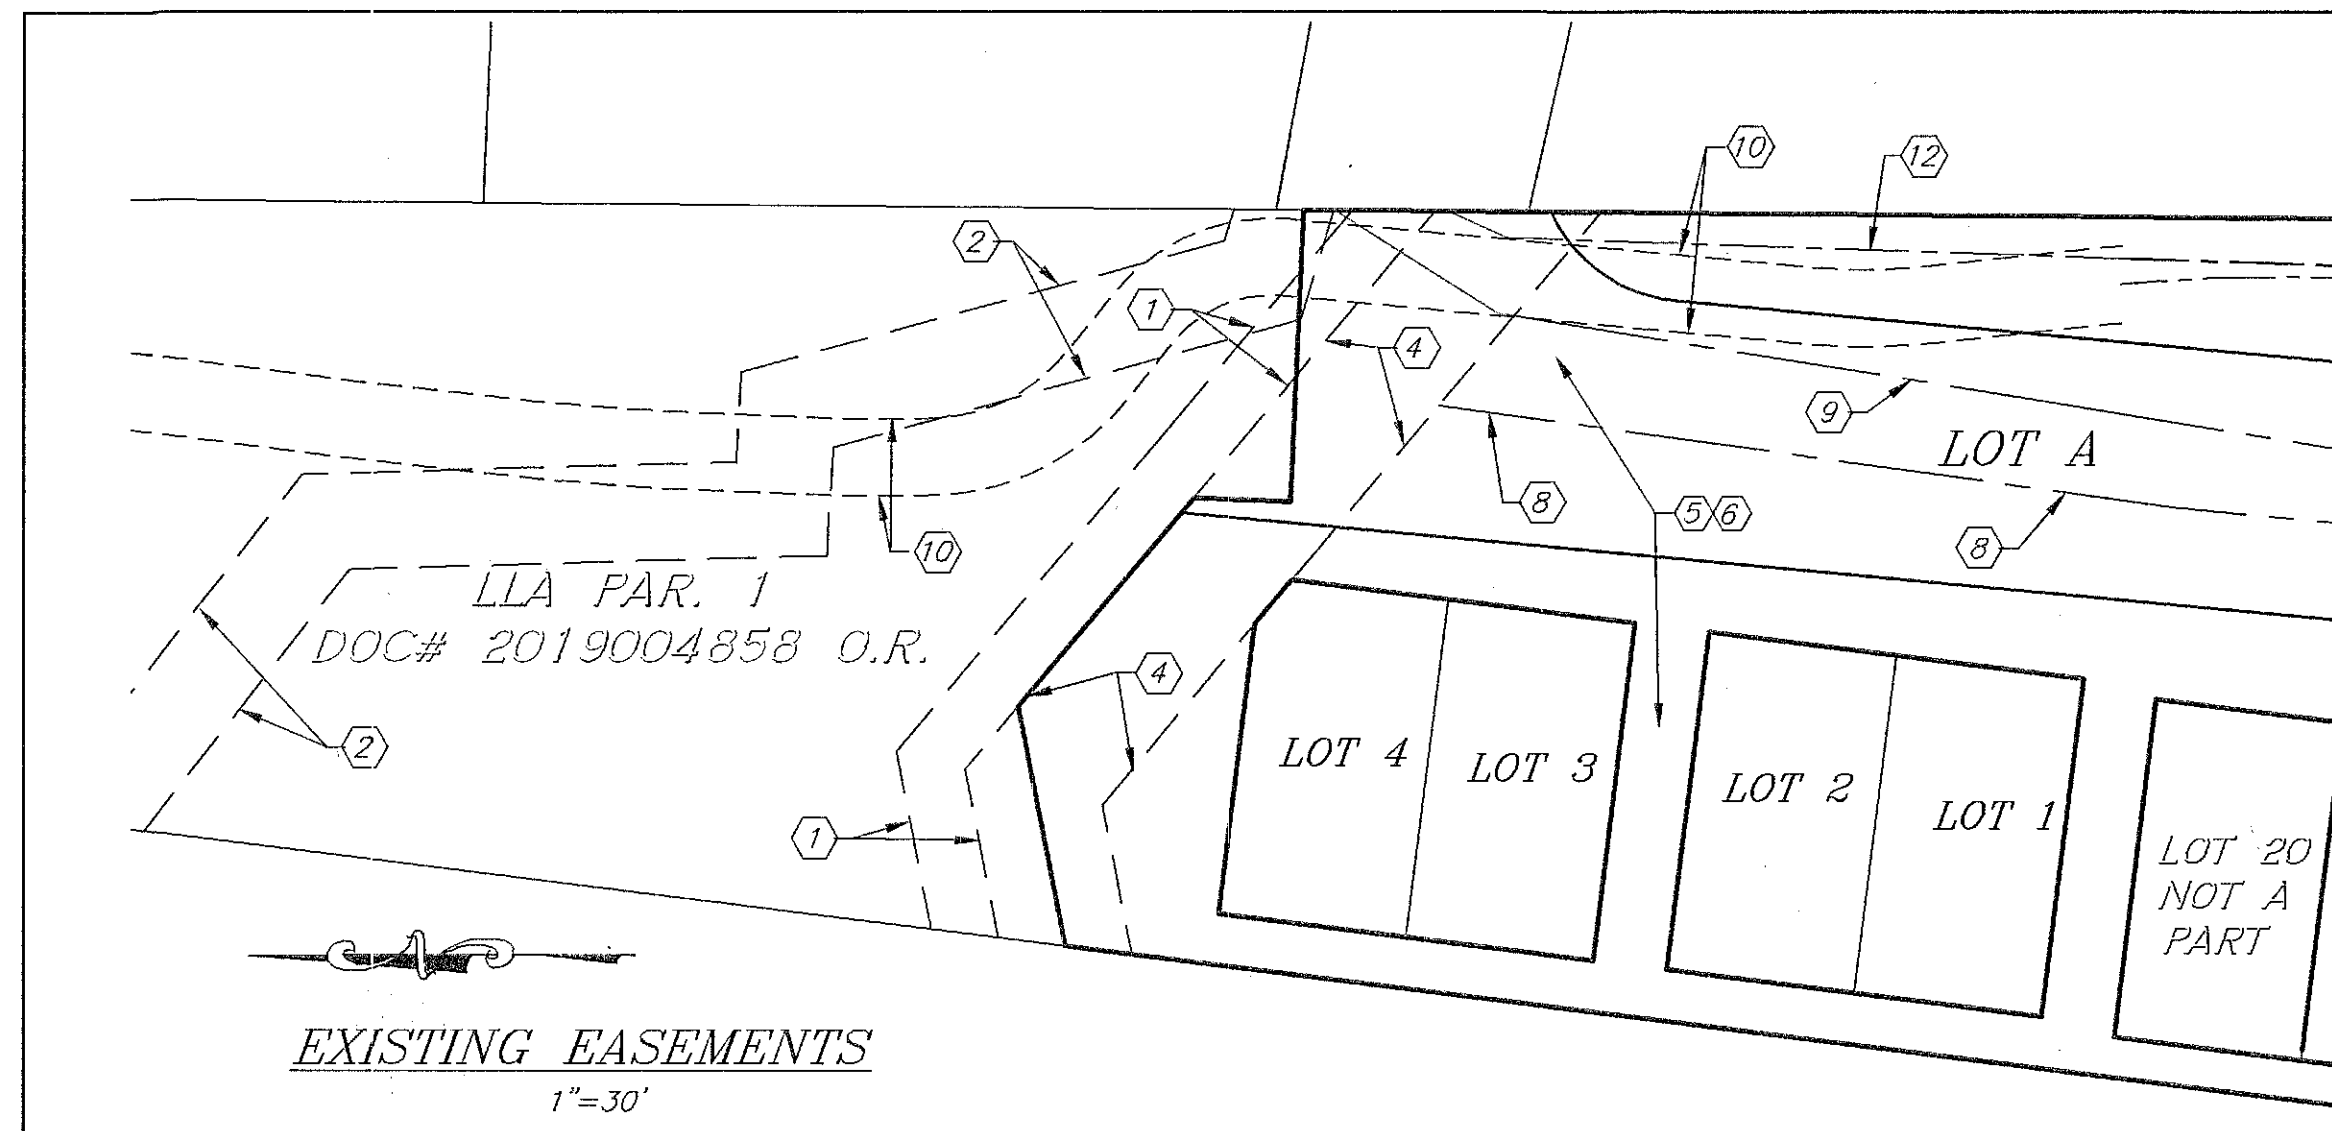 10
12
2
1
4
9
LOT A
8
5 6
10
8
LLA PAR. 1
DOC# 2019004858 O.R.
4
2
LOT 4
LOT 3
LOT 2
LOT 1
1
LOT 20
NOT A
PART
EXISTING EASEMENTS
1"=30'